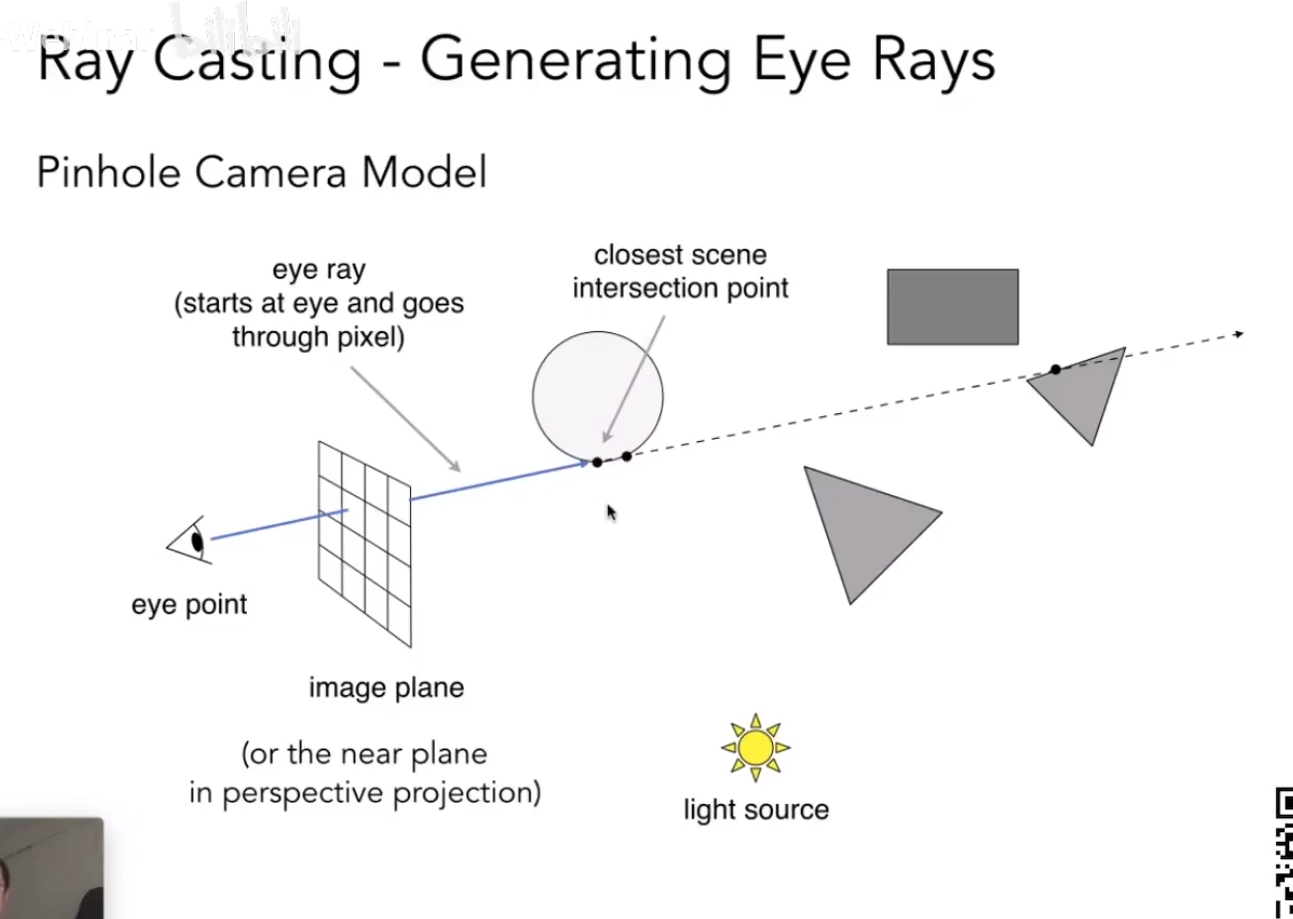 Ray Casting - Generating Eye Rays
Pinhole Camera Model
eye ray
(starts at eye and goes
through pixel)
closest scene
intersection point
eye point
image plane
(or the near plane
in perspective projection)
light source